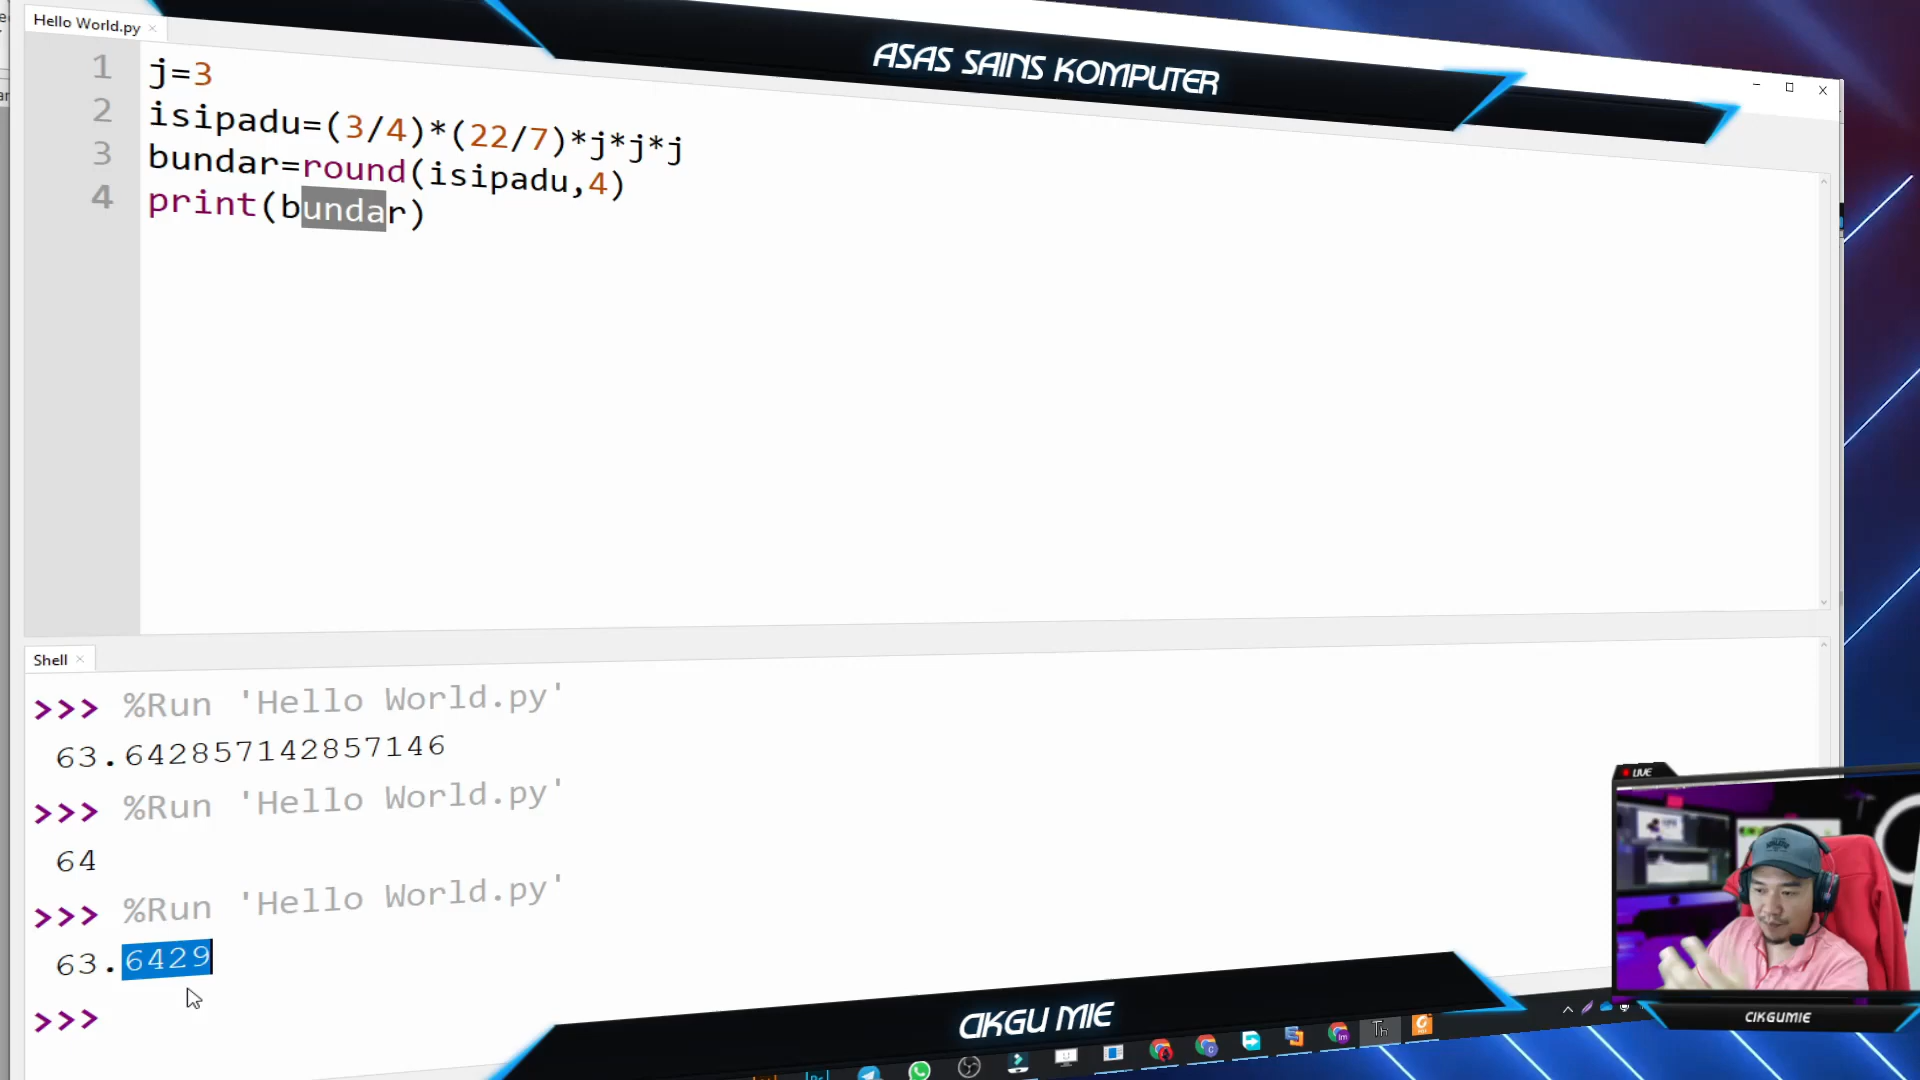 Hello World.py
ASAS SAINS KOMPUTER
1 j=3
2 isipadu=(3/4)*(22/7)*j*j*j
3 bundar=round(isipadu,4)
4 print(bundar)
Shell
>>> %Run 'Hello World.py'
63.642857142857146
>>> %Run 'Hello World.py'
64
>>> %Run 'Hello World.py'
63.6429
>>>
LIVE
CIKGU MIE
CIKGUMIE
Th